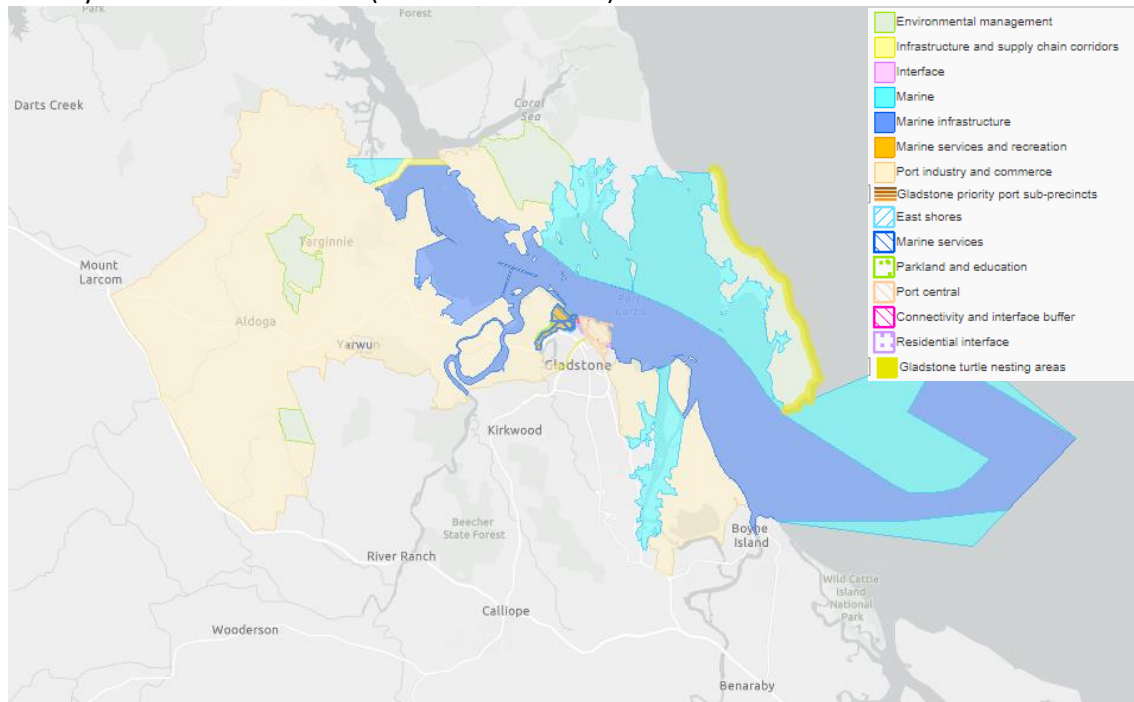 Park
Forest
Darts Creek
Coral
Sea
Yarginnie
Mount
Larcom
Aldoga
Yarwun
Port
Curtis
Gladstone
Kirkwood
Beecher
State Forest
Boyne
Island
River Ranch
Wild Cattle
Island
National
Park
Calliope
Wooderson
Benaraby
Environmental management
Infrastructure and supply chain corridors
Interface
Marine
Marine infrastructure
Marine services and recreation
Port industry and commerce
Gladstone priority port sub-precincts
East shores
Marine services
Parkland and education
Port central
Connectivity and interface buffer
Residential interface
Gladstone turtle nesting areas